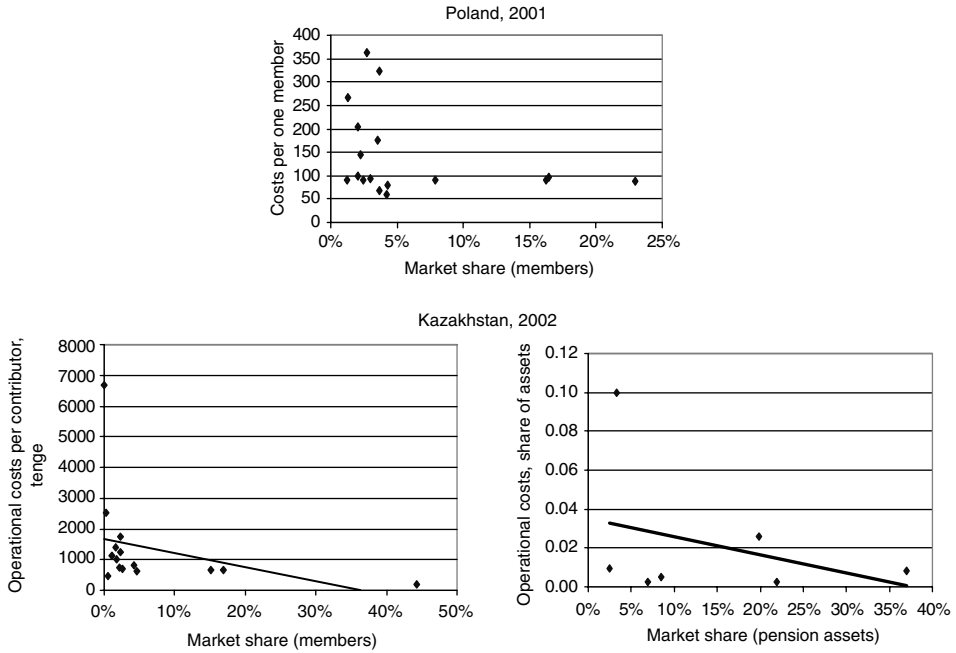 Poland, 2001
Costs per one member
400
350
300
250
200
150
100
50
0
0% 5% 10% 15% 20% 25%
Market share (members)
Kazakhstan, 2002
Operational costs per contributor,
tenge
8000
7000
6000
5000
4000
3000
2000
1000
0
0% 10% 20% 30% 40% 50%
Market share (members)
Operational costs, share of assets
0.12
0.10
0.08
0.06
0.04
0.02
0.00
0% 5% 10% 15% 20% 25% 30% 35% 40%
Market share (pension assets)